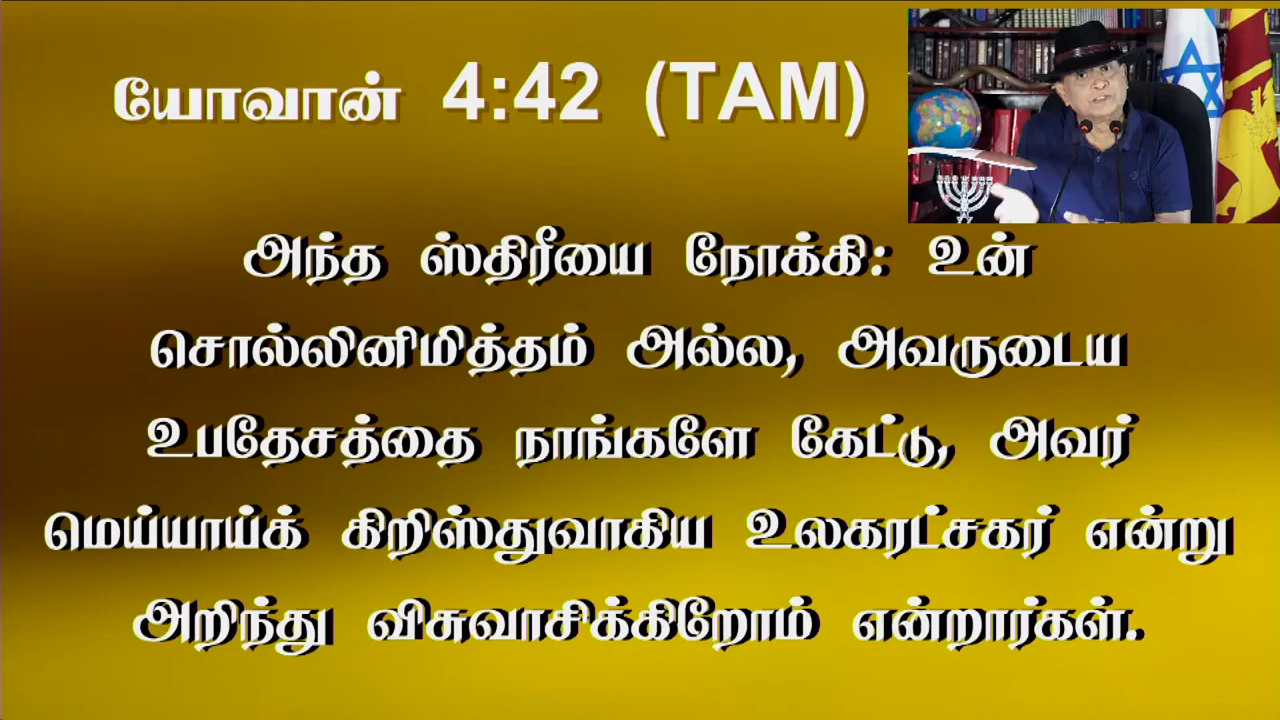 யோவான் 4:42 (TAM)
அந்த ஸ்திரீயை நோக்கி: உன்
சொல்லினிமித்தம் அல்ல, அவருடைய
உபதேசத்தை நாங்களே கேட்டு, அவர்
மெய்யாய்க் கிறிஸ்துவாகிய உலகரட்சகர் என்று
அறிந்து விசுவாசிக்கிறோம் என்றார்கள்.